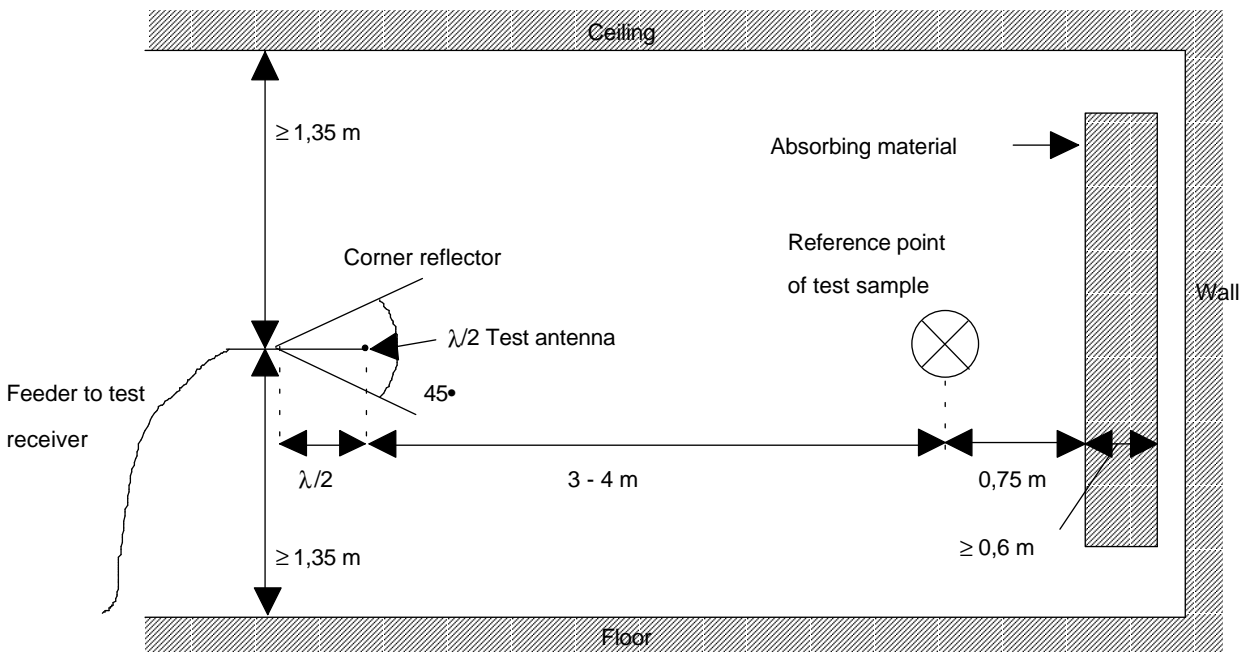 Ceiling
≥ 1,35 m
Absorbing material
Reference point
of test sample
Corner reflector
Wall
λ/2 Test antenna
45•
Feeder to test
receiver
λ/2
3 - 4 m
0,75 m
≥ 0,6 m
≥ 1,35 m
Floor